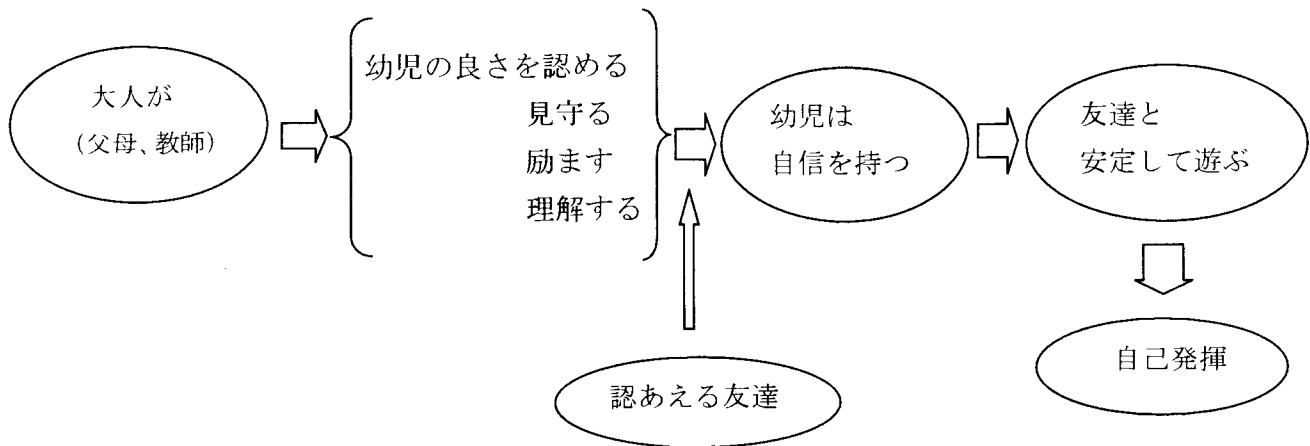 大人が
(父母、教師)
幼児の良さを認める
見守る
励ます
理解する
幼児は
自信を持つ
友達と
安定して遊ぶ
認あえる友達
自己発揮